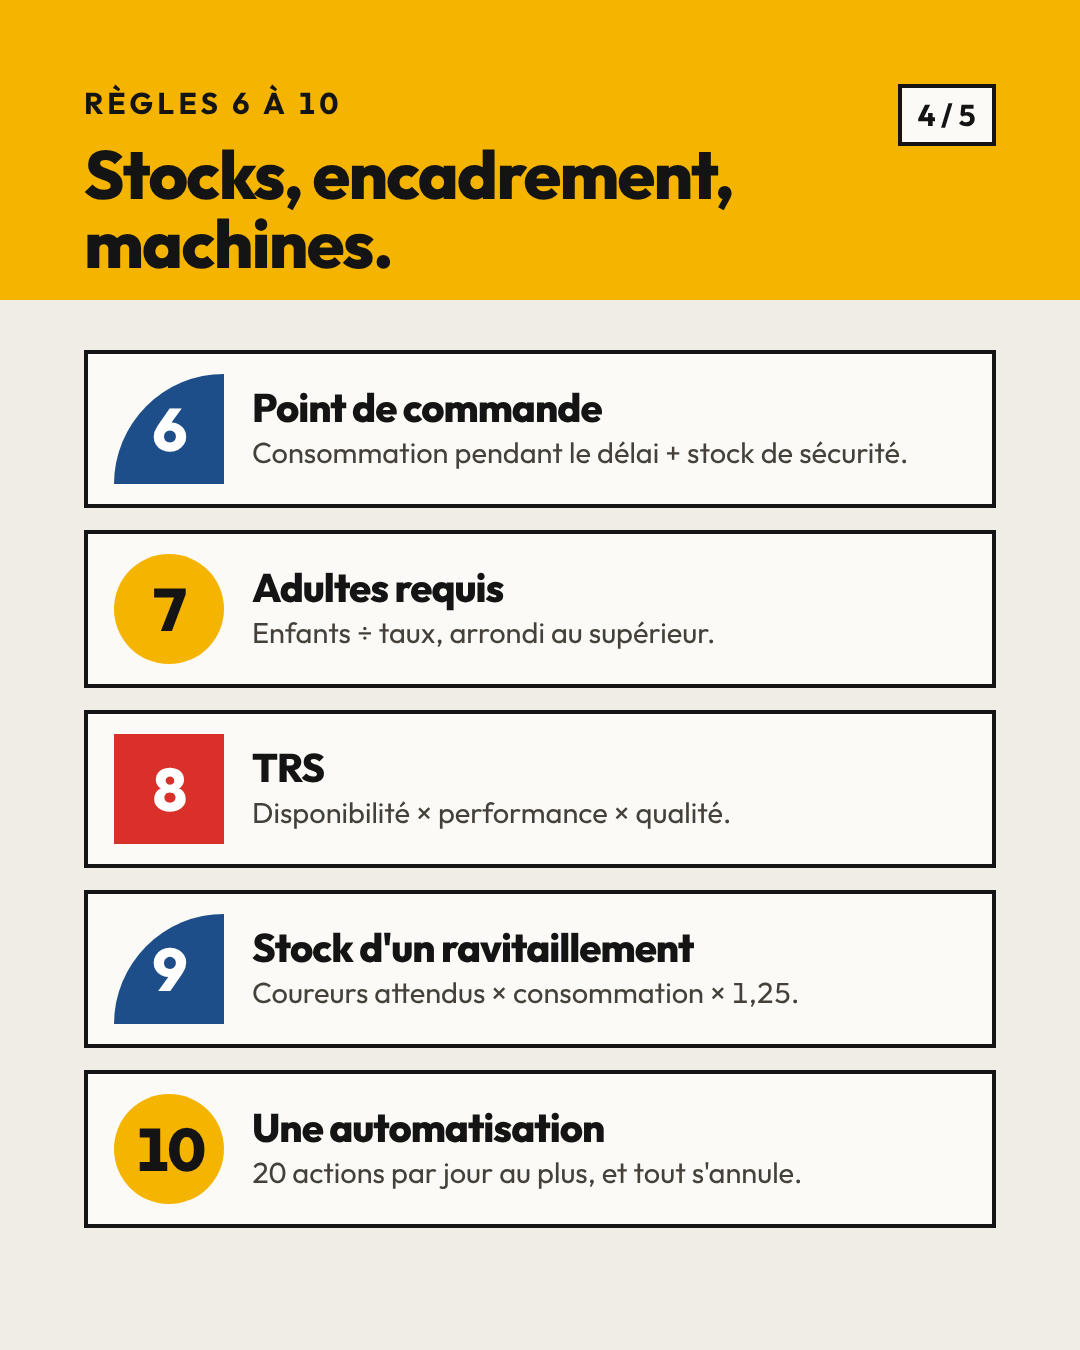 RÈGLES 6 À 10
4/5
Stocks, encadrement,
machines.
6
Point de commande
Consommation pendant le délai + stock de sécurité.
7
Adultes requis
Enfants ÷ taux, arrondi au supérieur.
8
TRS
Disponibilité × performance × qualité.
9
Stock d'un ravitaillement
Coureurs attendus × consommation × 1,25.
10
Une automatisation
20 actions par jour au plus, et tout s'annule.